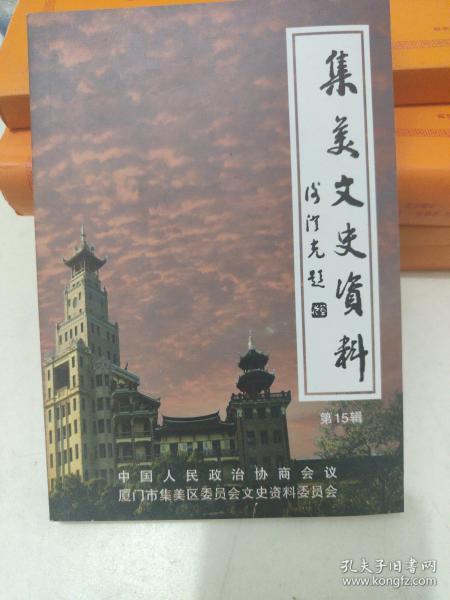 集美文史资料
题
第15辑
中国人民政治协商会议
厦门市集美区委员会文史资料委员会
孔夫子旧书网
www.kongfz.com